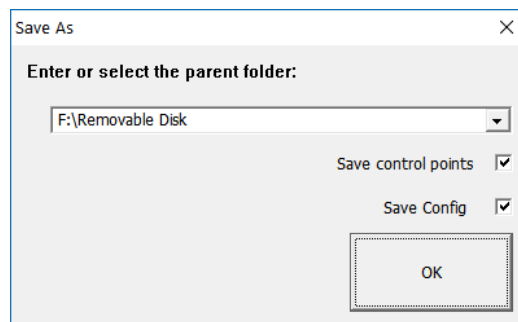 Save As
Enter or select the parent folder:
F:\Removable Disk
Save control points
Save Config
OK